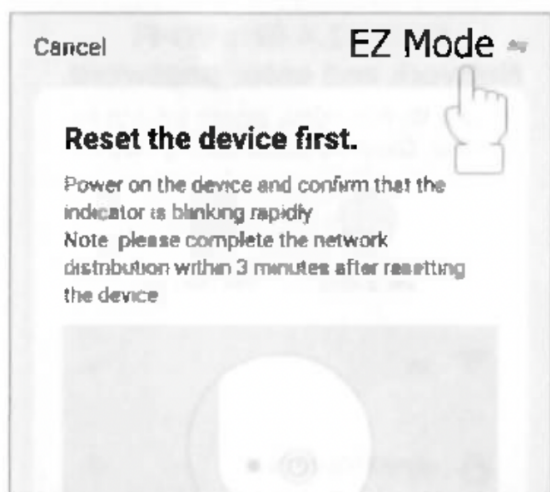 Cancel
EZ Mode
Reset the device first.
Power on the device and confirm that the
indicator is blinking rapidly
Note please complete the network
distribution within 3 minutes after resetting
the device